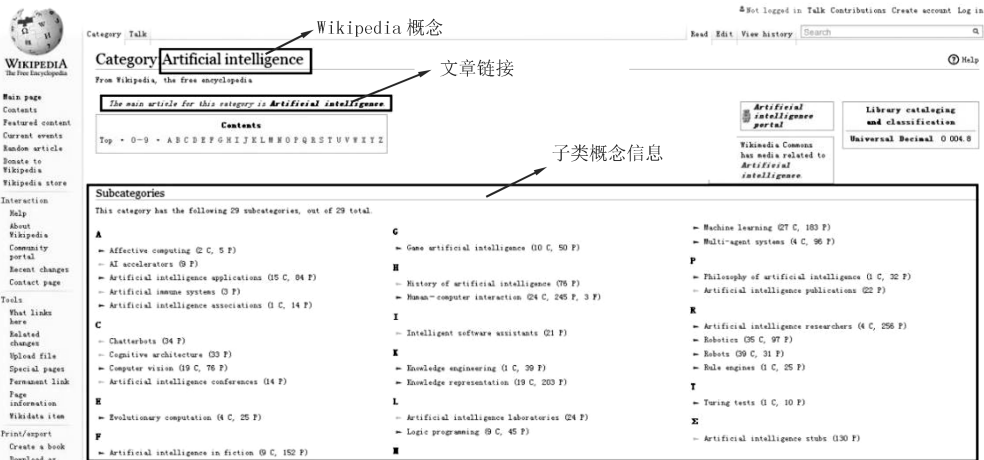 Not logged in Talk Contributions Create account Log in
Category Talk
Wikipedia 概念
Read Edit View history Search
WIKIPEDIA
The Free Encyclopedia
Category Artificial intelligence
Help
From Wikipedia, the free encyclopedia
文章链接
The main article for this category is Artificial intelligence.
Contents
Top • 0-9 • A B C D E F G H I J K L M N O P Q R S T U V W X Y Z
Artificial intelligence portal
Wikimedia Commons has media related to Artificial intelligence
Library cataloging and classification
Universal Decimal 0 004.8
子类概念信息
Main page
Contents
Featured content
Current events
Random article
Donate to Wikipedia
Wikipedia store
Interaction
Help
About Wikipedia
Community portal
Recent changes
Contact page
Tools
What links here
Related changes
Upload file
Special pages
Permanent link
Page information
Wikidata item
Print/export
Create a book
Download as
Subcategories
This category has the following 29 subcategories, out of 29 total.
A
Affective computing (2 C, 5 P)
AI accelerators (9 P)
Artificial intelligence applications (15 C, 84 P)
Artificial immune systems (3 P)
Artificial intelligence associations (1 C, 14 P)
C
Chatterbots (34 P)
Cognitive architecture (33 P)
Computer vision (19 C, 76 P)
Artificial intelligence conferences (14 P)
E
Evolutionary computation (4 C, 25 P)
F
Artificial intelligence in fiction (9 C, 152 P)
G
Game artificial intelligence (10 C, 50 P)
H
History of artificial intelligence (76 P)
Human-computer interaction (24 C, 245 P, 3 F)
I
Intelligent software assistants (21 P)
K
Knowledge engineering (1 C, 39 P)
Knowledge representation (19 C, 203 P)
L
Artificial intelligence laboratories (24 P)
Logic programming (9 C, 45 P)
M
Machine learning (27 C, 183 P)
Multi-agent systems (4 C, 96 P)
P
Philosophy of artificial intelligence (1 C, 32 P)
Artificial intelligence publications (22 P)
R
Artificial intelligence researchers (4 C, 256 P)
Robotics (35 C, 97 P)
Robots (39 C, 31 P)
Rule engines (1 C, 25 P)
T
Turing tests (1 C, 10 P)
Σ
Artificial intelligence stubs (130 P)